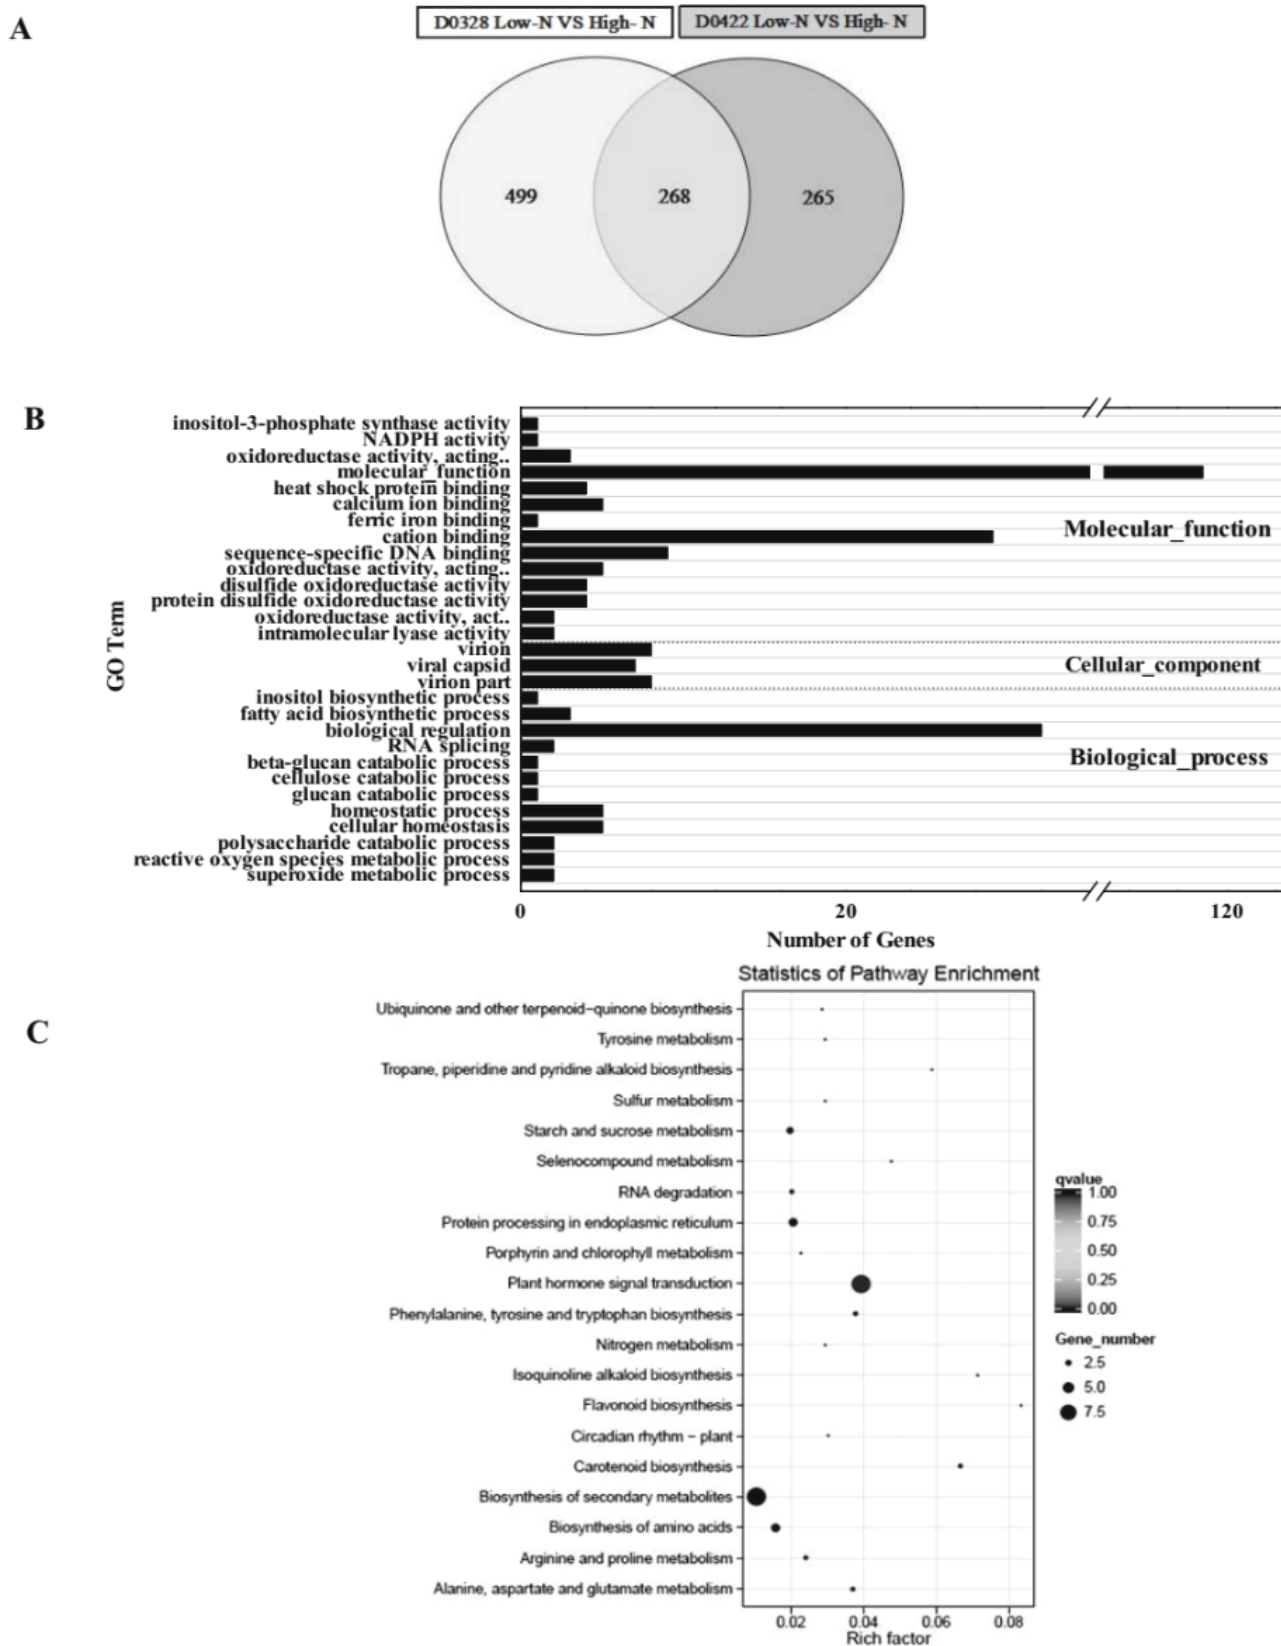 A
D0328 Low-N VS High- N
D0422 Low-N VS High- N
499
268
265
B
GO Term
inositol-3-phosphate synthase activity
NADPH activity
oxidoreductase activity, acting..
molecular_function
heat shock protein binding
calcium ion binding
ferric iron binding
cation binding
sequence-specific DNA binding
oxidoreductase activity, acting..
disulfide oxidoreductase activity
protein disulfide oxidoreductase activity
oxidoreductase activity, act..
intramolecular lyase activity
virion
viral capsid
virion part
inositol biosynthetic process
fatty acid biosynthetic process
biological regulation
RNA splicing
beta-glucan catabolic process
cellulose catabolic process
glucan catabolic process
homeostatic process
cellular homeostasis
polysaccharide catabolic process
reactive oxygen species metabolic process
superoxide metabolic process
Molecular_function
Cellular_component
Biological_process
0
20
120
Number of Genes
C
Statistics of Pathway Enrichment
Ubiquinone and other terpenoid−quinone biosynthesis
Tyrosine metabolism
Tropane, piperidine and pyridine alkaloid biosynthesis
Sulfur metabolism
Starch and sucrose metabolism
Selenocompound metabolism
RNA degradation
Protein processing in endoplasmic reticulum
Porphyrin and chlorophyll metabolism
Plant hormone signal transduction
Phenylalanine, tyrosine and tryptophan biosynthesis
Nitrogen metabolism
Isoquinoline alkaloid biosynthesis
Flavonoid biosynthesis
Circadian rhythm − plant
Carotenoid biosynthesis
Biosynthesis of secondary metabolites
Biosynthesis of amino acids
Arginine and proline metabolism
Alanine, aspartate and glutamate metabolism
0.02
0.04
0.06
0.08
Rich factor
qvalue
1.00
0.75
0.50
0.25
0.00
Gene_number
2.5
5.0
7.5